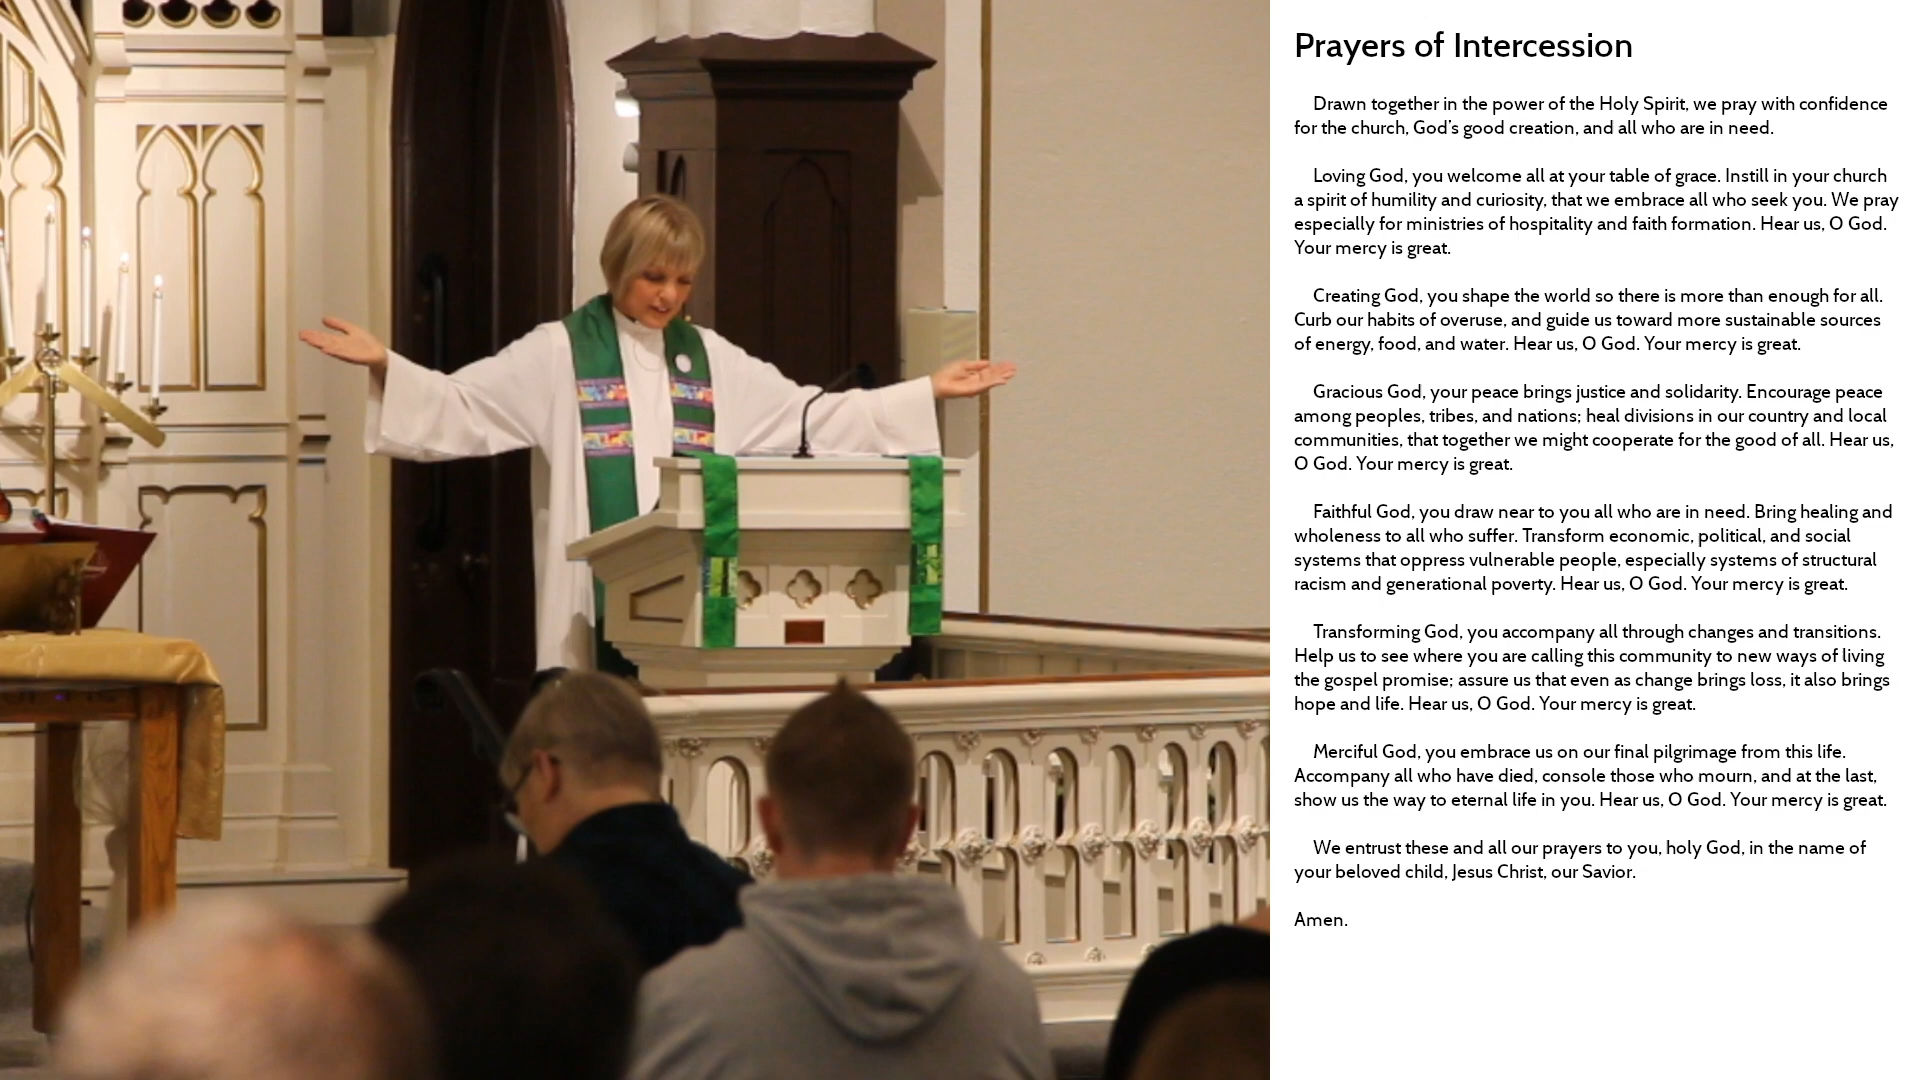 Prayers of Intercession
Drawn together in the power of the Holy Spirit, we pray with confidence
for the church, God's good creation, and all who are in need.
Loving God, you welcome all at your table of grace. Instill in your church
a spirit of humility and curiosity, that we embrace all who seek you. We pray
especially for ministries of hospitality and faith formation. Hear us, O God.
Your mercy is great.
Creating God, you shape the world so there is more than enough for all.
Curb our habits of overuse, and guide us toward more sustainable sources
of energy, food, and water. Hear us, O God. Your mercy is great.
Gracious God, your peace brings justice and solidarity. Encourage peace
among peoples, tribes, and nations; heal divisions in our country and local
communities, that together we might cooperate for the good of all. Hear us,
O God. Your mercy is great.
Faithful God, you draw near to you all who are in need. Bring healing and
wholeness to all who suffer. Transform economic, political, and social
systems that oppress vulnerable people, especially systems of structural
racism and generational poverty. Hear us, O God. Your mercy is great.
Transforming God, you accompany all through changes and transitions.
Help us to see where you are calling this community to new ways of living
the gospel promise; assure us that even as change brings loss, it also brings
hope and life. Hear us, O God. Your mercy is great.
Merciful God, you embrace us on our final pilgrimage from this life.
Accompany all who have died, console those who mourn, and at the last,
show us the way to eternal life in you. Hear us, O God. Your mercy is great.
We entrust these and all our prayers to you, holy God, in the name of
your beloved child, Jesus Christ, our Savior.
Amen.